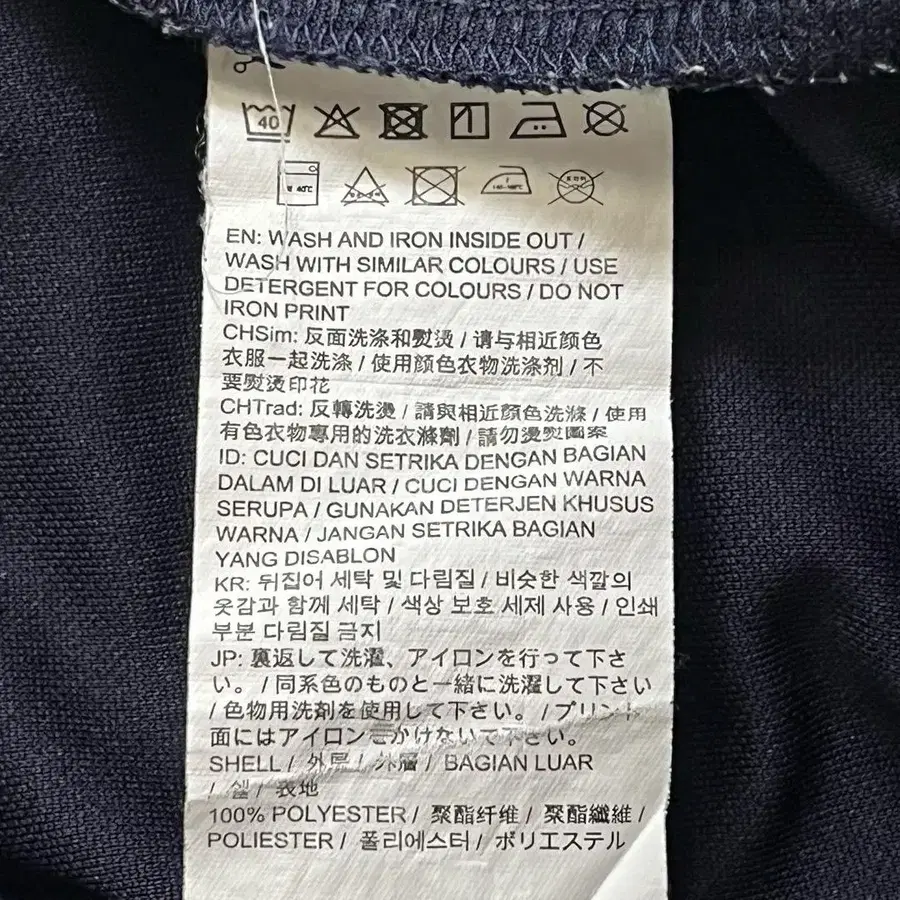 40
40℃
EN: WASH AND IRON INSIDE OUT /
WASH WITH SIMILAR COLOURS / USE
DETERGENT FOR COLOURS / DO NOT
IRON PRINT
CHSim: 反面洗涤和熨烫 / 请与相近颜色
衣服一起洗涤 / 使用颜色衣物洗涤剂 / 不
要熨烫印花
CHTrad: 反轉洗燙 / 請與相近顏色洗滌 / 使用
有色衣物專用的洗衣滌劑 / 請勿燙熨圖案
ID: CUCI DAN SETRIKA DENGAN BAGIAN
DALAM DI LUAR / CUCI DENGAN WARNA
SERUPA / GUNAKAN DETERJEN KHUSUS
WARNA / JANGAN SETRIKA BAGIAN
YANG DISABLON
KR: 뒤집어 세탁 및 다림질 / 비슷한 색깔의
옷감과 함께 세탁 / 색상 보호 세제 사용 / 인쇄
부분 다림질 금지
JP: 裏返して洗濯、アイロンを行って下さ
い。 / 同系色のものと一緒に洗濯して下さい
/ 色物用洗剤を使用して下さい。 / プリント
面にはアイロンをかけないで下さい。
SHELL / 外层 / 外層 / BAGIAN LUAR
/ 쉘 / 表地
100% POLYESTER / 聚酯纤维 / 聚酯纖維 /
POLIESTER / 폴리에스터 / ポリエステル